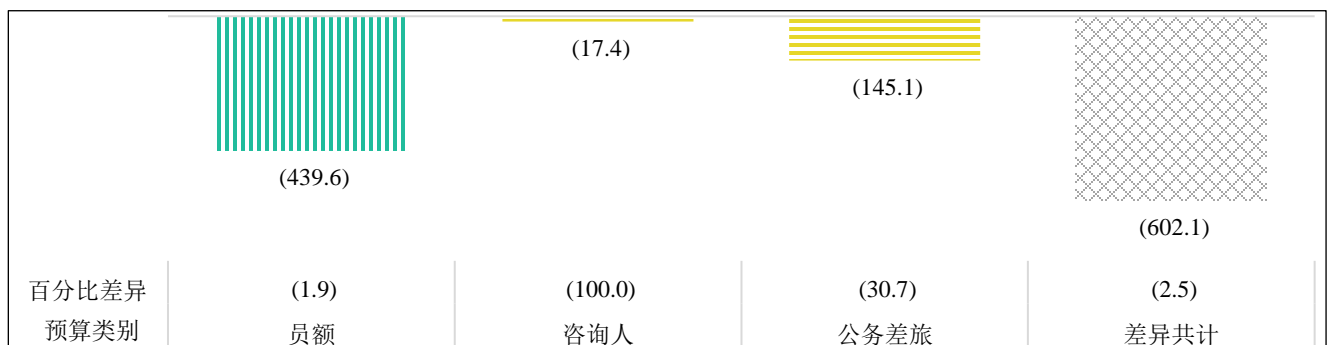 (17.4)
(145.1)
(439.6)
(602.1)
百分比差异 (1.9) (100.0) (30.7) (2.5)
预算类别 员额 咨询人 公务差旅 差异共计